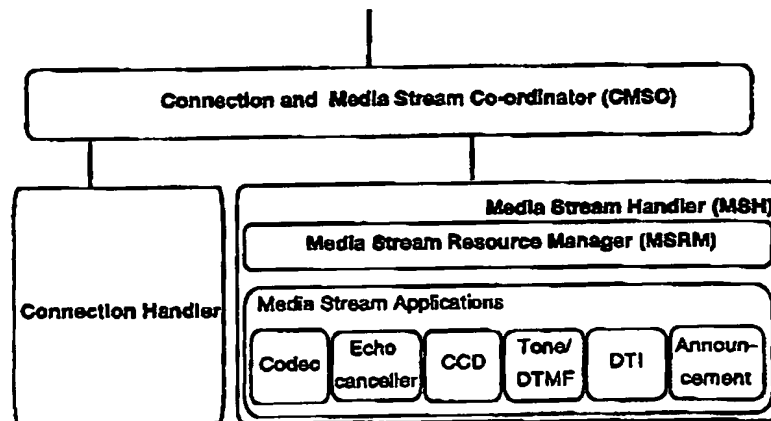 Connection and Media Stream Co-ordinator (CMSC)
Media Stream Handler (MSH)
Media Stream Resource Manager (MSRM)
Connection Handler
Media Stream Applications
Codec
Echo
canceller
CCD
Tone/
DTMF
DTI
Announ-
cement